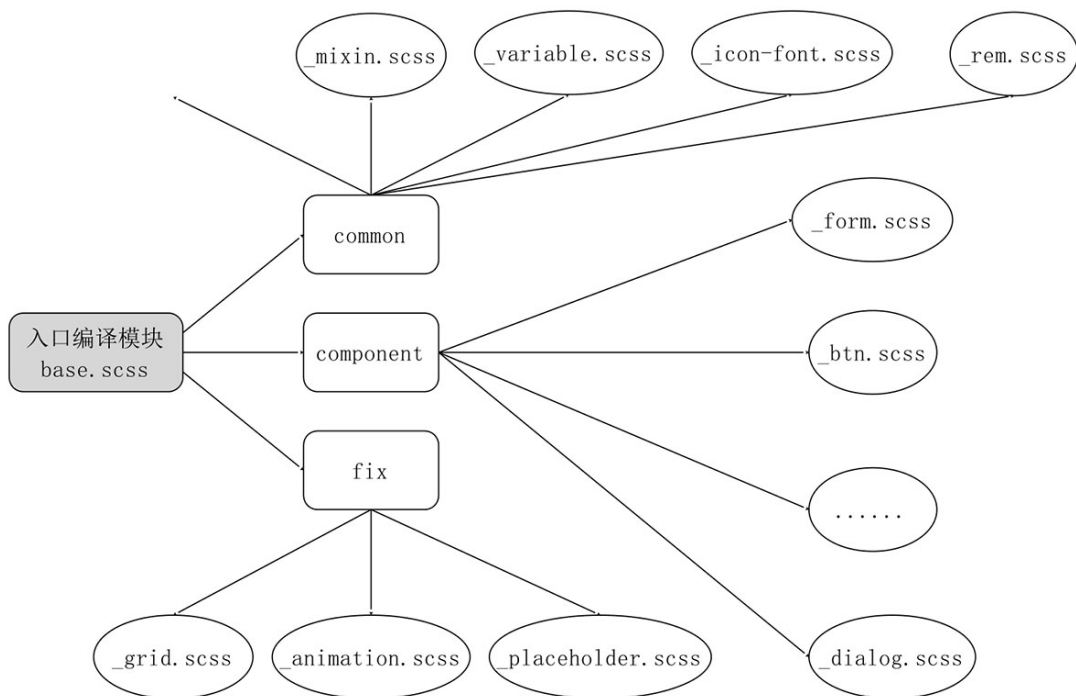 _mixin.scss
_variable.scss
_icon-font.scss
_rem.scss
common
_form.scss
入口编译模块
base.scss
component
_btn.scss
fix
......
_grid.scss
_animation.scss
_placeholder.scss
_dialog.scss